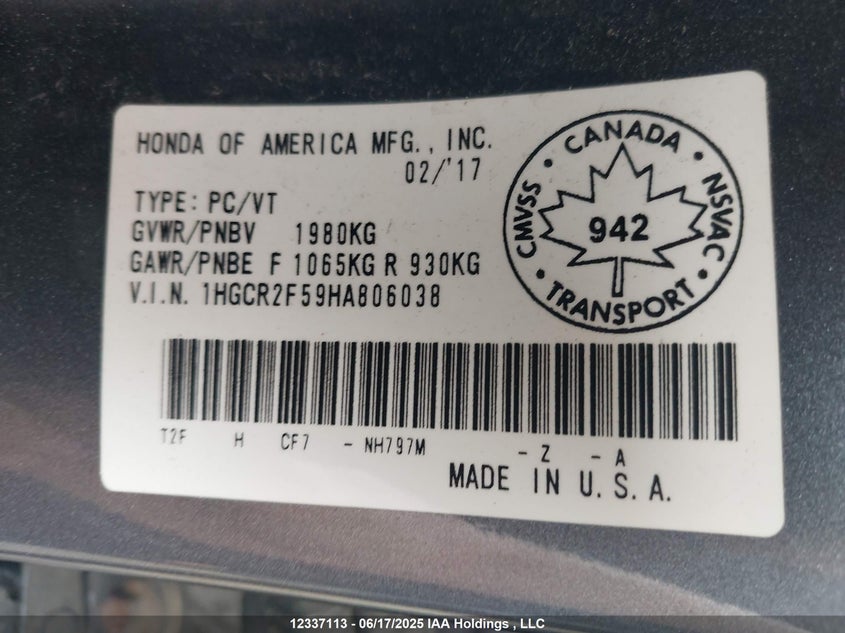 HONDA OF AMERICA MFG., INC.
02/'17
TYPE: PC/VT
GVWR/PNBV 1980KG
GAWR/PNBE F 1065KG R 930KG
V.I.N. 1HGCR2F59HA806038
CANADA
CMVSS
942
NSVAC
TRANSPORT
T2F H CF7 - NH797M - Z - A
MADE IN U.S.A.
12337113 - 06/17/2025 IAA Holdings , LLC